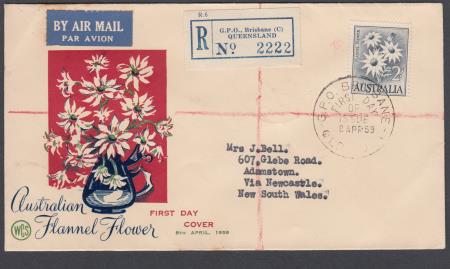 BY AIR MAIL
PAR AVION
R.6
R
G.P.O., Brisbane (C)
QUEENSLAND
No 2222
2/-
AUSTRALIA
G.P.O. BRISBANE
FIRST DAY
OF
ISSUE
8 APR 59
QLD
Mrs J.Bell.
607,Glebe Road.
Adamstown.
Via Newcastle.
New South Wales.
Australian
Flannel Flower
WCS
FIRST DAY
COVER
8TH APRIL, 1959